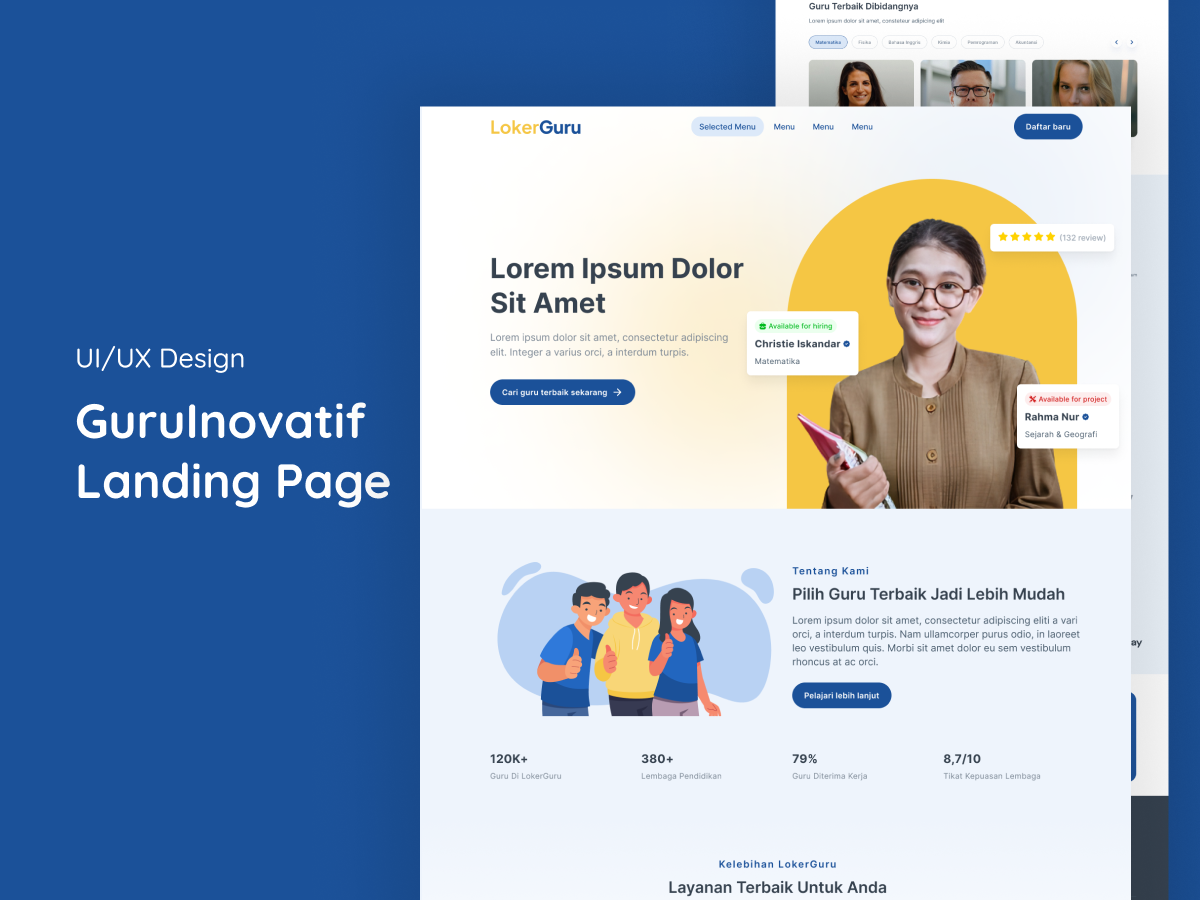 Guru Terbaik Dibidangnya
Lorem ipsum dolor sit amet, consteteur adipicing elit
Matematika Fisika Bahasa Inggris Kimia Pemrograman Akuntansi
LokerGuru
Selected Menu Menu Menu Menu
Daftar baru
(132 review)
Lorem Ipsum Dolor
Sit Amet
Lorem ipsum dolor sit amet, consectetur adipiscing
elit. Integer a varius orci, a interdum turpis.
Cari guru terbaik sekarang
Available for hiring
Christie Iskandar
Matematika
Available for project
Rahma Nur
Sejarah & Geografi
UI/UX Design
GuruInovatif
Landing Page
Tentang Kami
Pilih Guru Terbaik Jadi Lebih Mudah
Lorem ipsum dolor sit amet, consectetur adipiscing eliti a vari
orci, a interdum turpis. Nam ullamcorper purus odio, in laoreet
leo vestibulum quis. Morbi sit amet dolor eu sem vestibulum
rhoncus at ac orci.
Pelajari lebih lanjut
ay
120K+
Guru Di LokerGuru
380+
Lembaga Pendidikan
79%
Guru Diterima Kerja
8,7/10
Tikat Kepuasan Lembaga
Kelebihan LokerGuru
Layanan Terbaik Untuk Anda